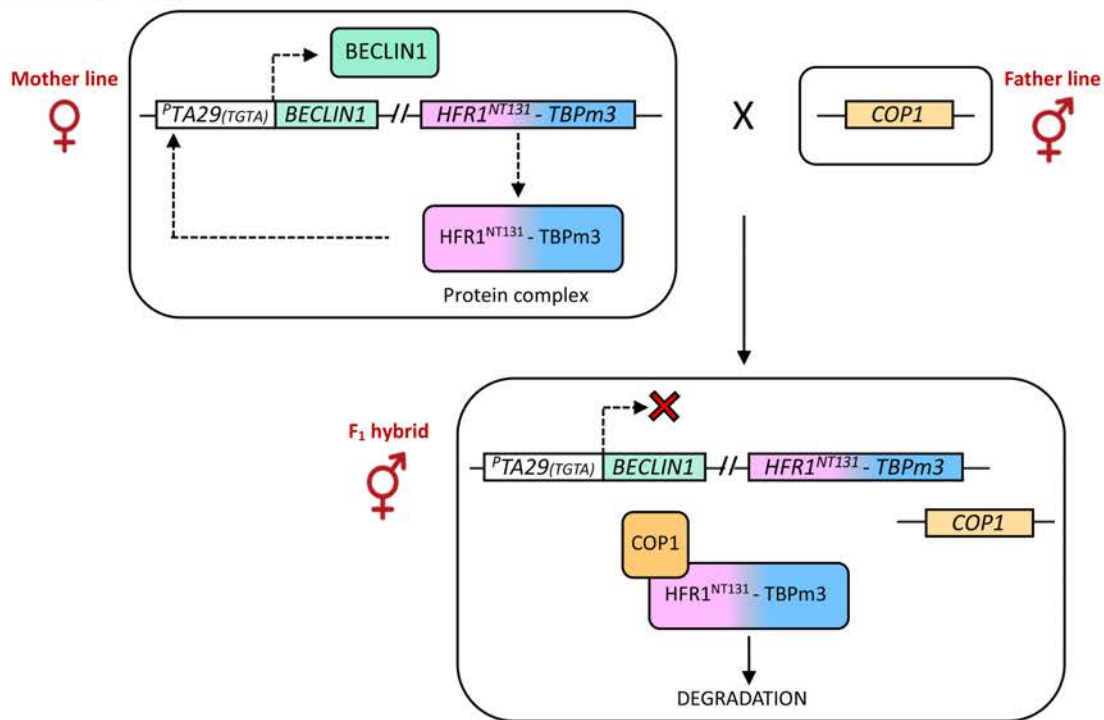 BECLIN1
Mother line
Father line
ᴾTA29(TGTA) BECLIN1 // HFR1ᴺᵀ¹³¹ - TBPm3
X
COP1
HFR1ᴺᵀ¹³¹ - TBPm3
Protein complex
F₁ hybrid
ᴾTA29(TGTA) BECLIN1 // HFR1ᴺᵀ¹³¹ - TBPm3
COP1
COP1
HFR1ᴺᵀ¹³¹ - TBPm3
DEGRADATION